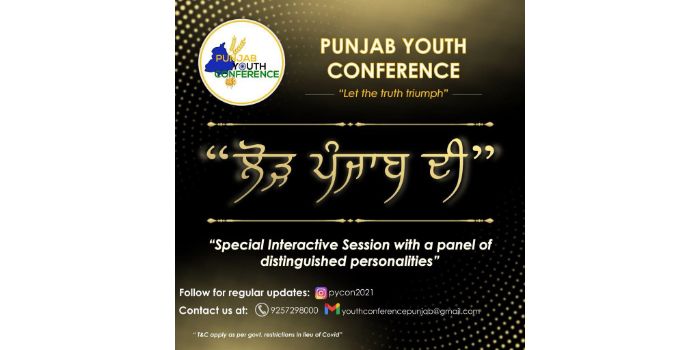 PUNJAB
YOUTH
CONFERENCE
PUNJAB YOUTH
CONFERENCE
“Let the truth triumph”
“ਲੋੜ ਪੰਜਾਬ ਦੀ”
“Special Interactive Session with a panel of
distinguished personalities”
Follow for regular updates: pycon2021
Contact us at: 9257298000 youthconferencepunjab@gmail.com
“ T&C apply as per govt. restrictions in lieu of Covid”